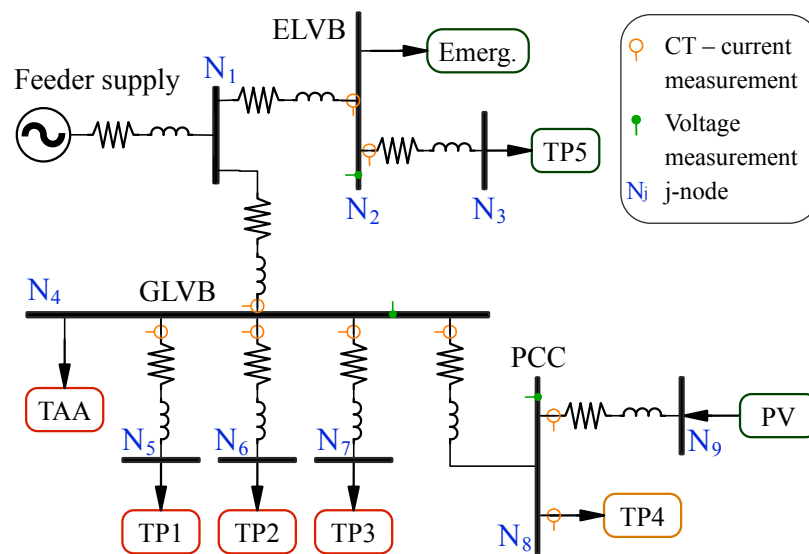 ELVB
Emerg.
CT – current
measurement
Voltage
measurement
Nj j-node
Feeder supply
N1
TP5
N2
N3
N4
GLVB
PCC
TAA
N5
N6
N7
PV
N9
TP1
TP2
TP3
TP4
N8